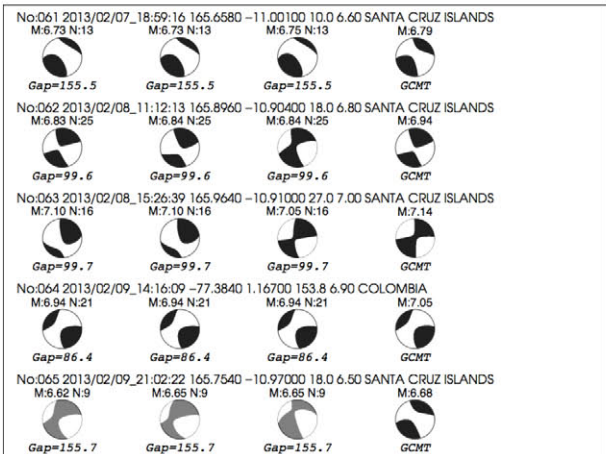 No:061 2013/02/07_18:59:16 165.6580 -11.00100 10.0 6.60 SANTA CRUZ ISLANDS
M:6.73 N:13 M:6.73 N:13 M:6.75 N:13 M:6.79
Gap=155.5 Gap=155.5 Gap=155.5 GCMT
No:062 2013/02/08_11:12:13 165.8960 -10.90400 18.0 6.80 SANTA CRUZ ISLANDS
M:6.83 N:25 M:6.84 N:25 M:6.84 N:25 M:6.94
Gap=99.6 Gap=99.6 Gap=99.6 GCMT
No:063 2013/02/08_15:26:39 165.9640 -10.91000 27.0 7.00 SANTA CRUZ ISLANDS
M:7.10 N:16 M:7.10 N:16 M:7.05 N:16 M:7.14
Gap=99.7 Gap=99.7 Gap=99.7 GCMT
No:064 2013/02/09_14:16:09 -77.3840 1.16700 153.8 6.90 COLOMBIA
M:6.94 N:21 M:6.94 N:21 M:6.94 N:21 M:7.05
Gap=86.4 Gap=86.4 Gap=86.4 GCMT
No:065 2013/02/09_21:02:22 165.7540 -10.97000 18.0 6.50 SANTA CRUZ ISLANDS
M:6.62 N:9 M:6.65 N:9 M:6.65 N:9 M:6.68
Gap=155.7 Gap=155.7 Gap=155.7 GCMT